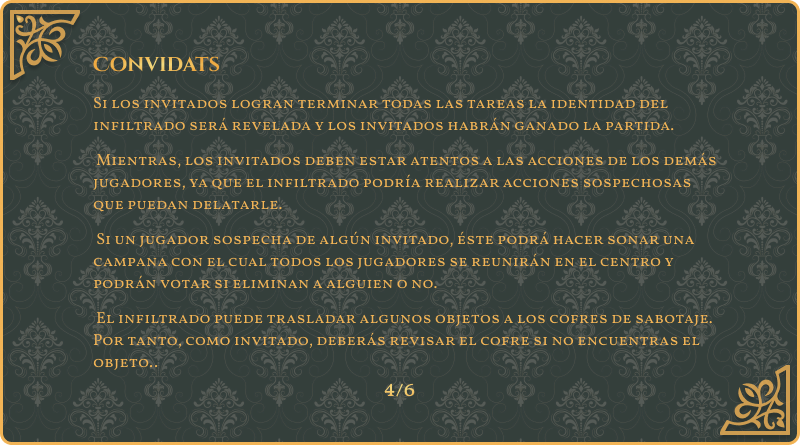 CONVIDATS
Si los invitados logran terminar todas las tareas la identidad del
infiltrado será revelada y los invitados habrán ganado la partida.
Mientras, los invitados deben estar atentos a las acciones de los demás
jugadores, ya que el infiltrado podría realizar acciones sospechosas
que puedan delatarle.
Si un jugador sospecha de algún invitado, éste podrá hacer sonar una
campana con el cual todos los jugadores se reunirán en el centro y
podrán votar si eliminan a alguien o no.
El infiltrado puede trasladar algunos objetos a los cofres de sabotaje.
Por tanto, como invitado, deberás revisar el cofre si no encuentras el
objeto..
4/6